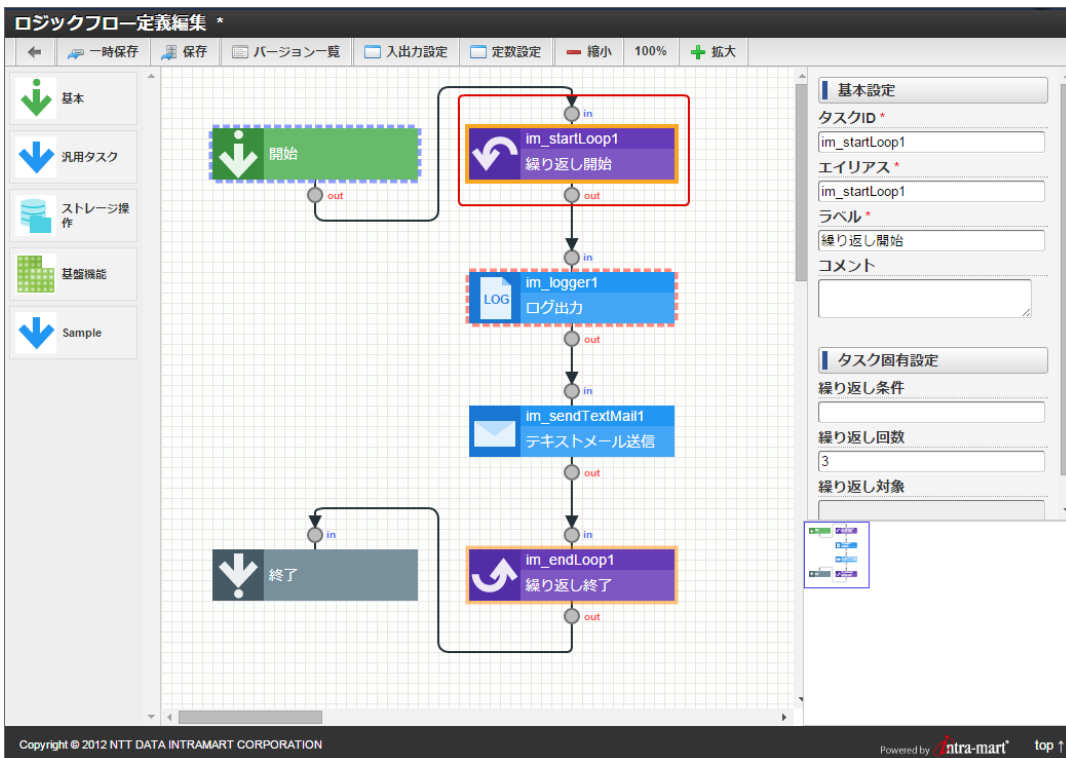 ロジックフロー定義編集 *
一時保存
保存
バージョン一覧
入出力設定
定数設定
縮小
100%
拡大
基本
汎用タスク
ストレージ操
作
基盤機能
Sample
開始
out
in
im_startLoop1
繰り返し開始
out
in
LOG
im_logger1
ログ出力
out
in
im_sendTextMail1
テキストメール送信
out
in
im_endLoop1
繰り返し終了
out
in
終了
基本設定
タスクID *
im_startLoop1
エイリアス *
im_startLoop1
ラベル *
繰り返し開始
コメント
タスク固有設定
繰り返し条件
繰り返し回数
3
繰り返し対象
Copyright © 2012 NTT DATA INTRAMART CORPORATION
Powered by intra-mart®
top ↑